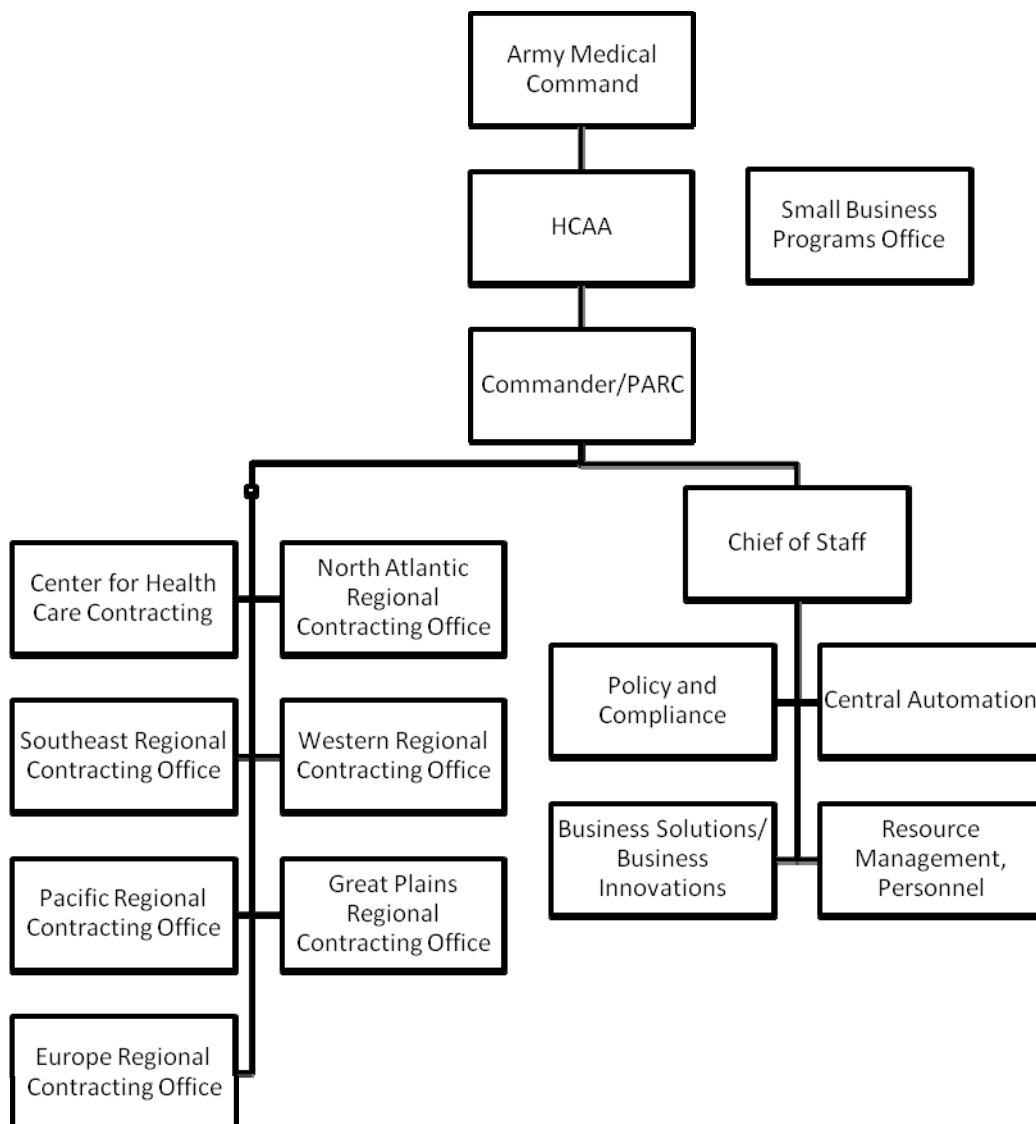 Army Medical
Command
HCAA
Small Business
Programs Office
Commander/PARC
Chief of Staff
Center for Health
Care Contracting
North Atlantic
Regional
Contracting Office
Southeast Regional
Contracting Office
Western Regional
Contracting Office
Pacific Regional
Contracting Office
Great Plains
Regional
Contracting Office
Europe Regional
Contracting Office
Policy and
Compliance
Central Automation
Business Solutions/
Business
Innovations
Resource
Management,
Personnel